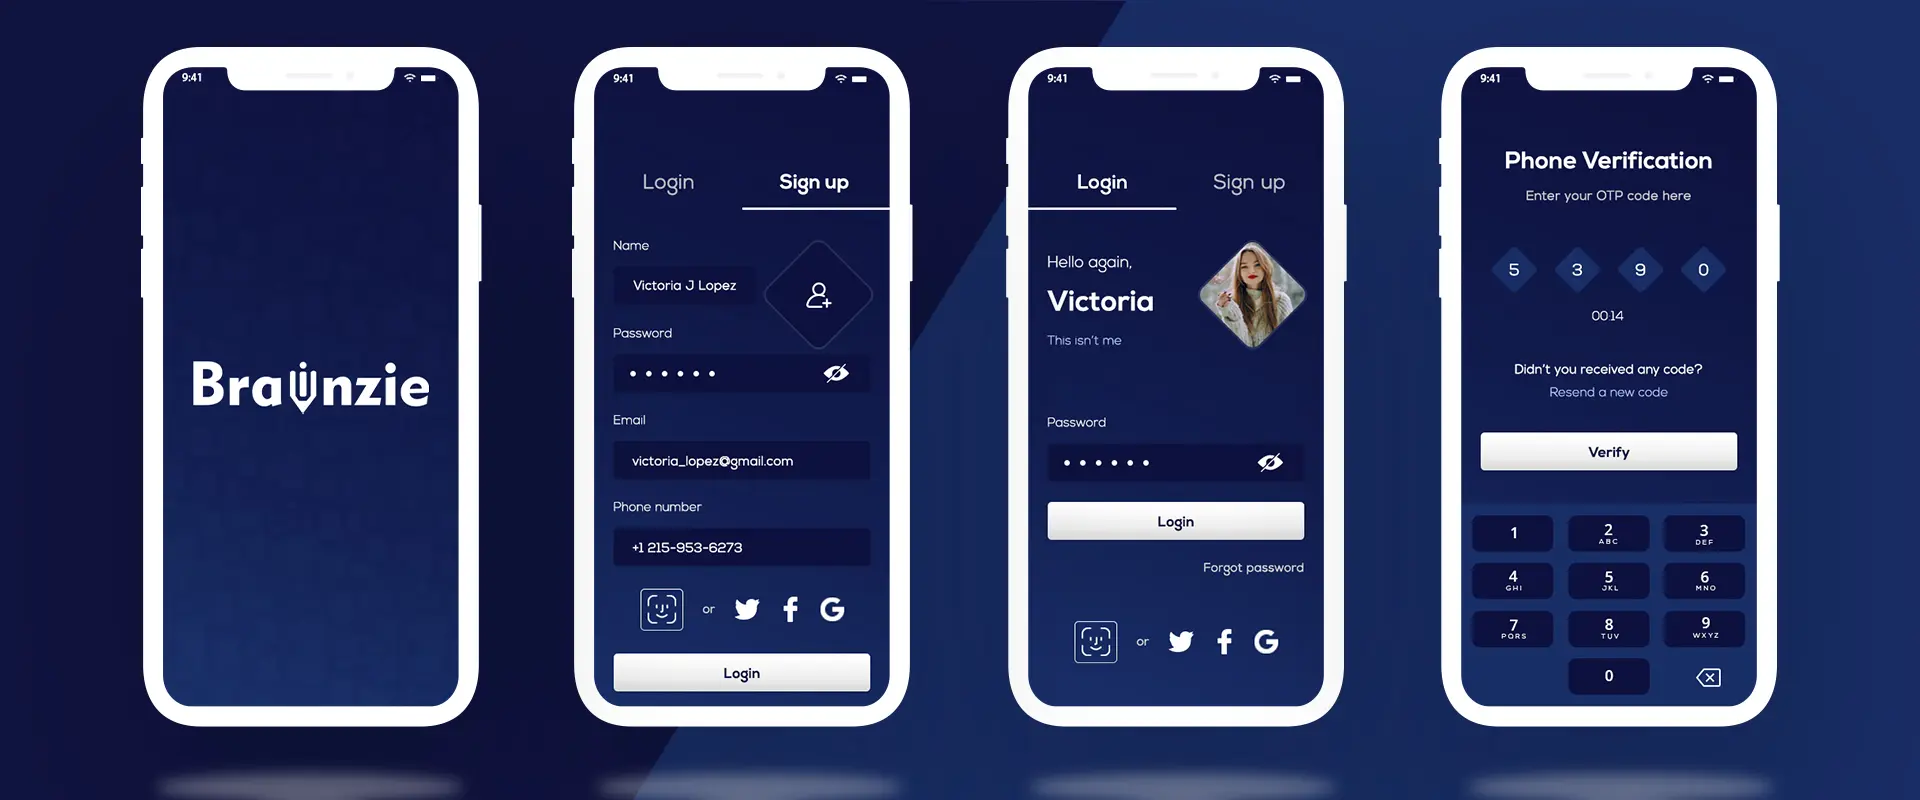 9:41
Braunzie
9:41
Login Sign up
Name
Victoria J Lopez
Password
Email
victoria_lopez@gmail.com
Phone number
+1 215-953-6273
or
Login
9:41
Login Sign up
Hello again,
Victoria
This isn't me
Password
Login
Forgot password
or
9:41
Phone Verification
Enter your OTP code here
5 3 9 0
00:14
Didn't you received any code?
Resend a new code
Verify
1 2 3
ABC DEF
4 5 6
GHI JKL MNO
7 8 9
PQRS TUV WXYZ
0